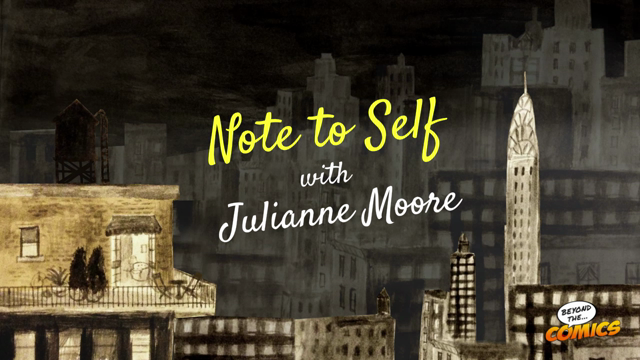 Note to Self
with
Julianne Moore
BEYOND
THE...
COMICS